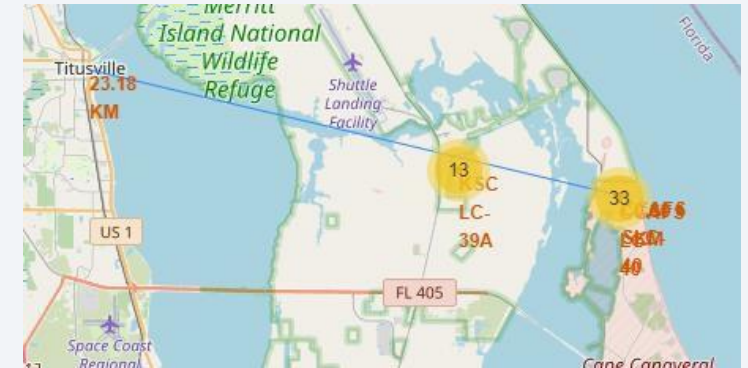 Merritt
Island National
Wildlife
Refuge
Florida
Titusville
23.18
KM
Shuttle
Landing
Facility
13
KSC
LC-
39A
33
40
US 1
FL 405
Space Coast
Regional
Cape Canaveral